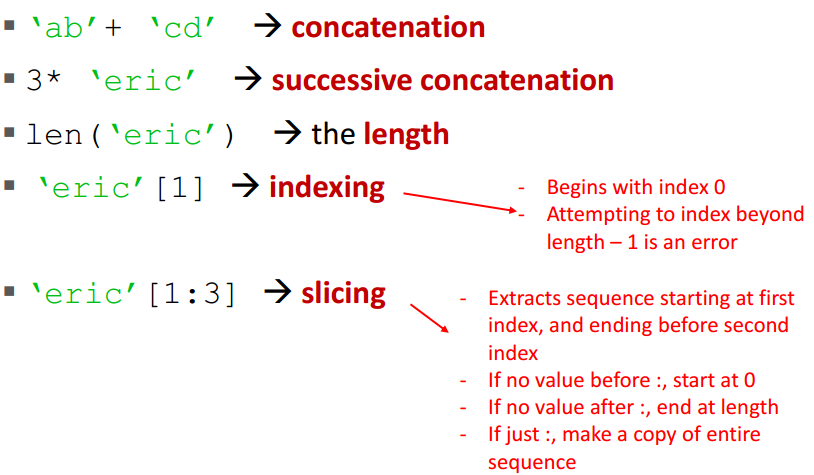 ▪ ‘ab’+ ‘cd’ → concatenation
▪ 3* ‘eric’ → successive concatenation
▪ len(‘eric’) → the length
▪ ‘eric’[1] → indexing
- Begins with index 0
- Attempting to index beyond
length – 1 is an error
▪ ‘eric’[1:3] → slicing
- Extracts sequence starting at first
index, and ending before second
index
- If no value before :, start at 0
- If no value after :, end at length
- If just :, make a copy of entire
sequence